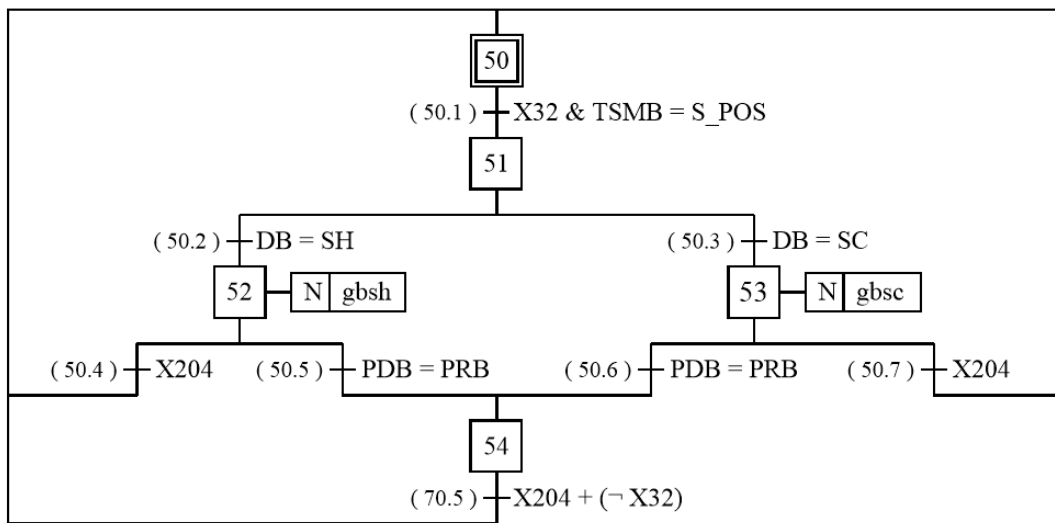 50
( 50.1 ) X32 & TSMB = S_POS
51
( 50.2 ) DB = SH ( 50.3 ) DB = SC
52 N gbsh 53 N gbsc
( 50.4 ) X204 ( 50.5 ) PDB = PRB ( 50.6 ) PDB = PRB ( 50.7 ) X204
54
( 70.5 ) X204 + (¬ X32)